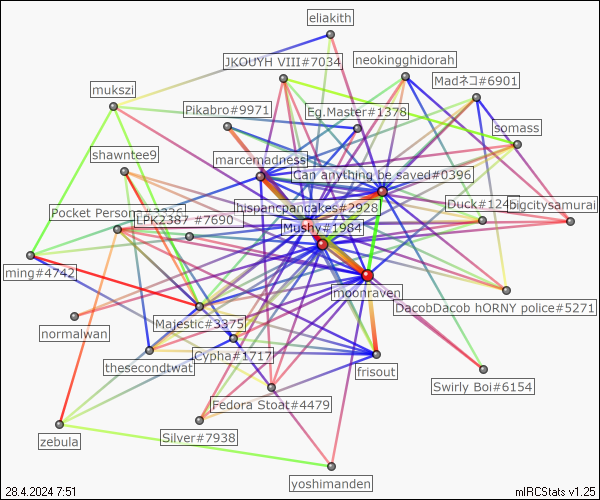 eliakith
JKOUYH VIII#7034
neokingghidorah
Madネコ#6901
mukszi
Pikabro#9971
Eg.Master#1378
somass
shawntee9
marcemadness
Can anything be saved#0396
Pocket Person
LPK2387 #7690
hispancpancakes#2928
Duck#124
bigcitysamurai
Mushy#1984
ming#4742
moonraven
DacobDacob hORNY police#5271
normalwan
Majestic#3375
thesecondtwat
Cypha#1717
frisout
Swirly Boi#6154
Fedora Stoat#4479
zebula
Silver#7938
yoshimanden
28.4.2024 7:51
mIRCStats v1.25